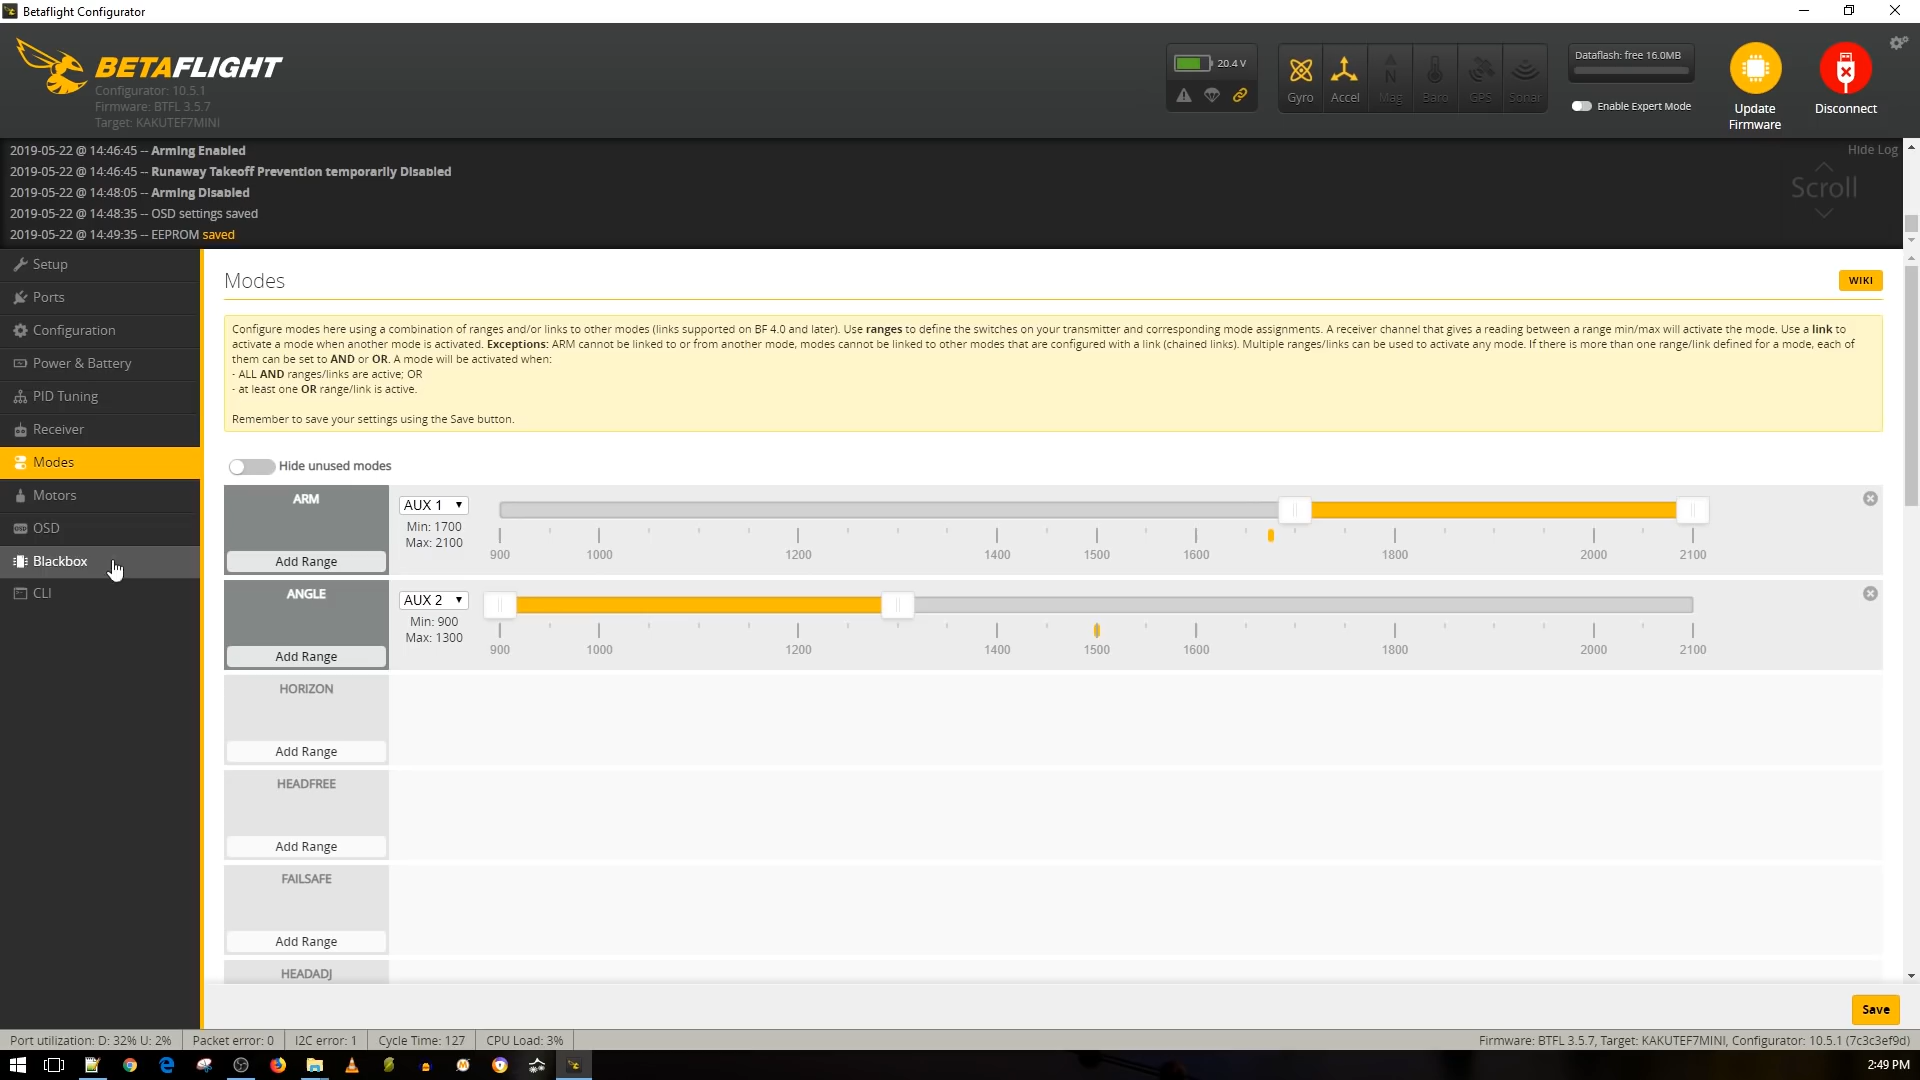 Betaflight Configurator
BETAFLIGHT
Configurator: 10.5.1
Firmware: BTFL 3.5.7
Target: KAKUTEF7MINI
20.4 V
Gyro
Accel
Mag
Baro
GPS
Sonar
Dataflash: free 16.0MB
Enable Expert Mode
Update
Firmware
Disconnect
2019-05-22 @ 14:46:45 -- Arming Enabled
2019-05-22 @ 14:46:45 -- Runaway Takeoff Prevention temporarily Disabled
2019-05-22 @ 14:48:05 -- Arming Disabled
2019-05-22 @ 14:48:35 -- OSD settings saved
2019-05-22 @ 14:49:35 -- EEPROM saved
Hide Log
Scroll
Setup
Ports
Configuration
Power & Battery
PID Tuning
Receiver
Modes
Motors
OSD
Blackbox
CLI
Modes
WIKI
Configure modes here using a combination of ranges and/or links to other modes (links supported on BF 4.0 and later). Use ranges to define the switches on your transmitter and corresponding mode assignments. A receiver channel that gives a reading between a range min/max will activate the mode. Use a link to
activate a mode when another mode is activated. Exceptions: ARM cannot be linked to or from another mode, modes cannot be linked to other modes that are configured with a link (chained links). Multiple ranges/links can be used to activate any mode. If there is more than one range/link defined for a mode, each of
them can be set to AND or OR. A mode will be activated when:
- ALL AND ranges/links are active; OR
- at least one OR range/link is active.
Remember to save your settings using the Save button.
Hide unused modes
ARM
Add Range
AUX 1
Min: 1700
Max: 2100
900 1000 1200 1400 1500 1600 1800 2000 2100
ANGLE
Add Range
AUX 2
Min: 900
Max: 1300
900 1000 1200 1400 1500 1600 1800 2000 2100
HORIZON
Add Range
HEADFREE
Add Range
FAILSAFE
Add Range
HEADADJ
Save
Port utilization: D: 32% U: 2% Packet error: 0 I2C error: 1 Cycle Time: 127 CPU Load: 3%
Firmware: BTFL 3.5.7, Target: KAKUTEF7MINI, Configurator: 10.5.1 (7c3c3ef9d)
2:49 PM